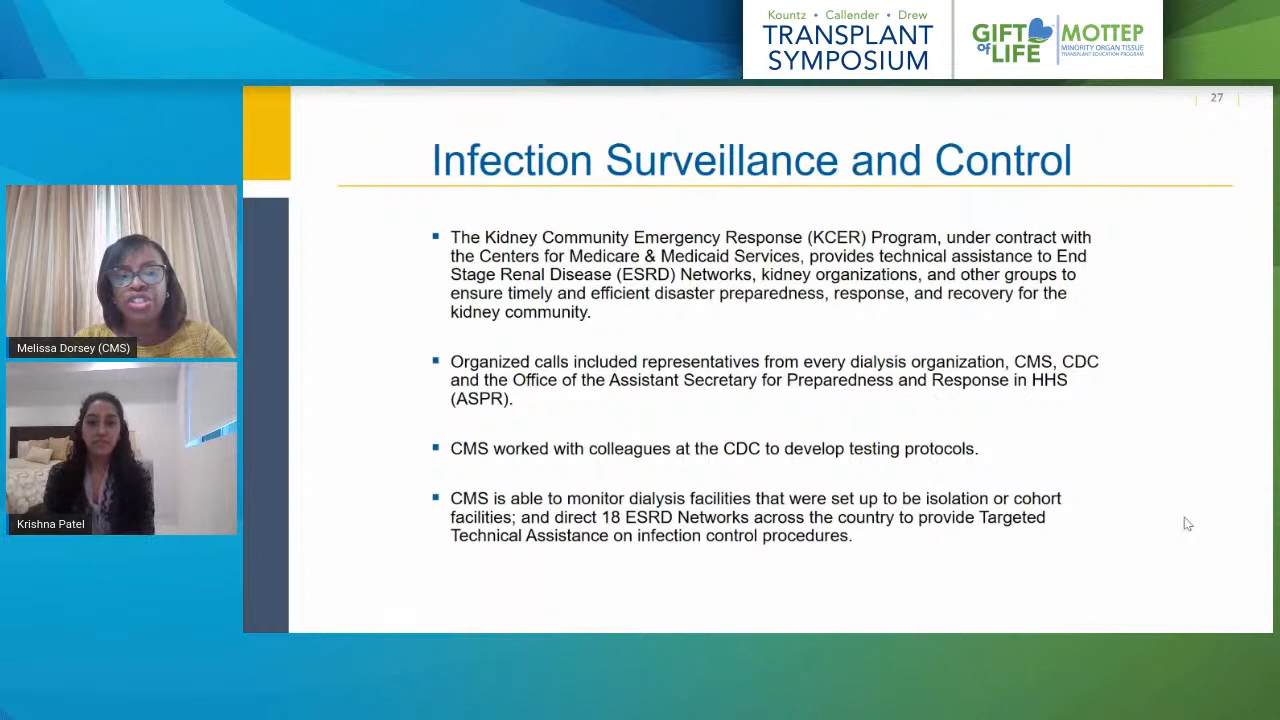 Kountz • Callender • Drew
TRANSPLANT
SYMPOSIUM
GIFT
of LIFE
MOTTEP
MINORITY ORGAN TISSUE
TRANSPLANT EDUCATION PROGRAM
27
Infection Surveillance and Control
▪ The Kidney Community Emergency Response (KCER) Program, under contract with
the Centers for Medicare & Medicaid Services, provides technical assistance to End
Stage Renal Disease (ESRD) Networks, kidney organizations, and other groups to
ensure timely and efficient disaster preparedness, response, and recovery for the
kidney community.
▪ Organized calls included representatives from every dialysis organization, CMS, CDC
and the Office of the Assistant Secretary for Preparedness and Response in HHS
(ASPR).
▪ CMS worked with colleagues at the CDC to develop testing protocols.
▪ CMS is able to monitor dialysis facilities that were set up to be isolation or cohort
facilities; and direct 18 ESRD Networks across the country to provide Targeted
Technical Assistance on infection control procedures.
Melissa Dorsey (CMS)
Krishna Patel